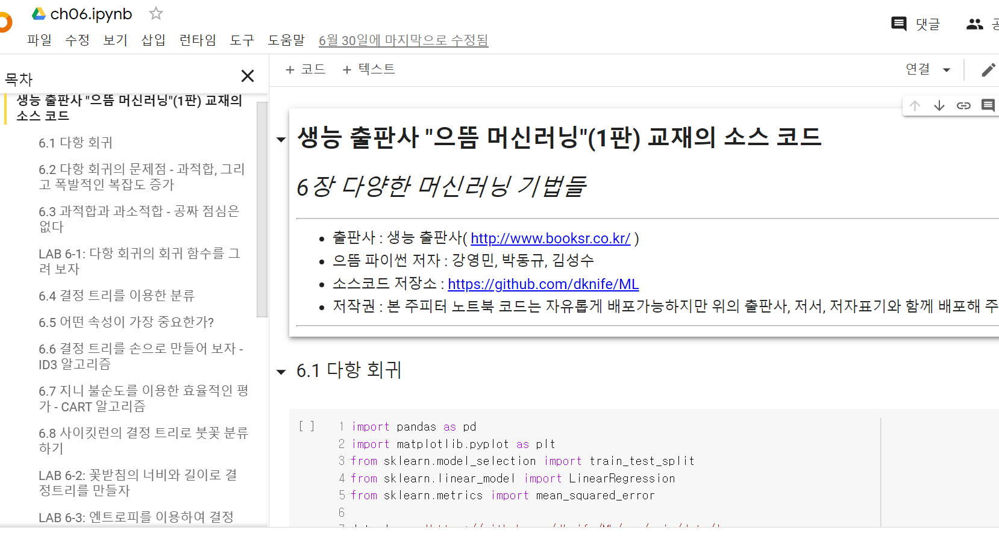 ch06.ipynb
파일 수정 보기 삽입 런타임 도구 도움말 6월 30일에 마지막으로 수정됨
댓글
목차
생능 출판사 "으뜸 머신러닝"(1판) 교재의
소스 코드
6.1 다항 회귀
6.2 다항 회귀의 문제점 - 과적합, 그리
고 폭발적인 복잡도 증가
6.3 과적합과 과소적합 - 공짜 점심은
없다
LAB 6-1: 다항 회귀의 회귀 함수를 그
려 보자
6.4 결정 트리를 이용한 분류
6.5 어떤 속성이 가장 중요한가?
6.6 결정 트리를 손으로 만들어 보자 -
ID3 알고리즘
6.7 지니 불순도를 이용한 효율적인 평
가 - CART 알고리즘
6.8 사이킷런의 결정 트리로 붓꽃 분류
하기
LAB 6-2: 꽃받침의 너비와 길이로 결
정트리를 만들자
LAB 6-3: 엔트로피를 이용하여 결정
+ 코드 + 텍스트
연결
생능 출판사 "으뜸 머신러닝"(1판) 교재의 소스 코드
6장 다양한 머신러닝 기법들
출판사 : 생능 출판사( http://www.booksr.co.kr/ )
으뜸 파이썬 저자 : 강영민, 박동규, 김성수
소스코드 저장소 : https://github.com/dknife/ML
저작권 : 본 주피터 노트북 코드는 자유롭게 배포가능하지만 위의 출판사, 저서, 저자표기와 함께 배포해 주
6.1 다항 회귀
[ ] 1 import pandas as pd
2 import matplotlib.pyplot as plt
3 from sklearn.model_selection import train_test_split
4 from sklearn.linear_model import LinearRegression
5 from sklearn.metrics import mean_squared_error
6